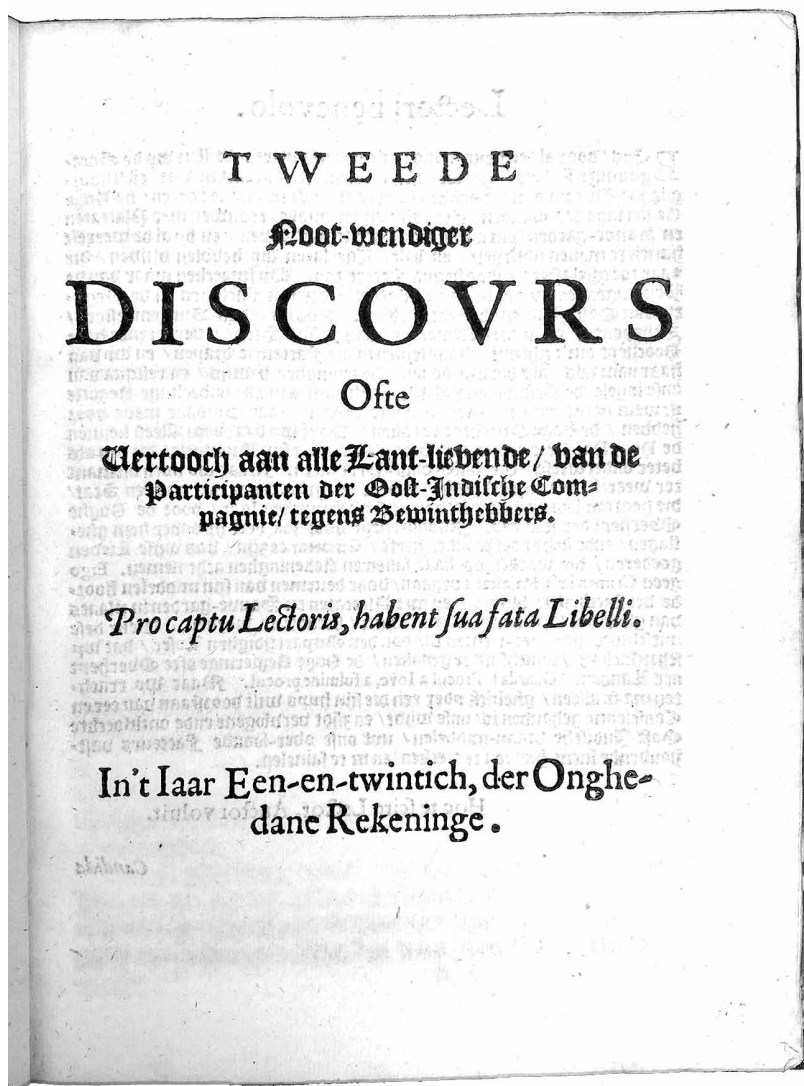 TWEEDE
Noot-wendiger
DISCOVRS
Ofte
Vertooch aan alle Lant-lievende/ van de
Participanten der Oost-Indische Com-
pagnie/ tegens Bewinthebbers.
Pro captu Lectoris, habent sua fata Libelli.
In't Iaar Een-en-twintich, der Onghe-
dane Rekeninge.